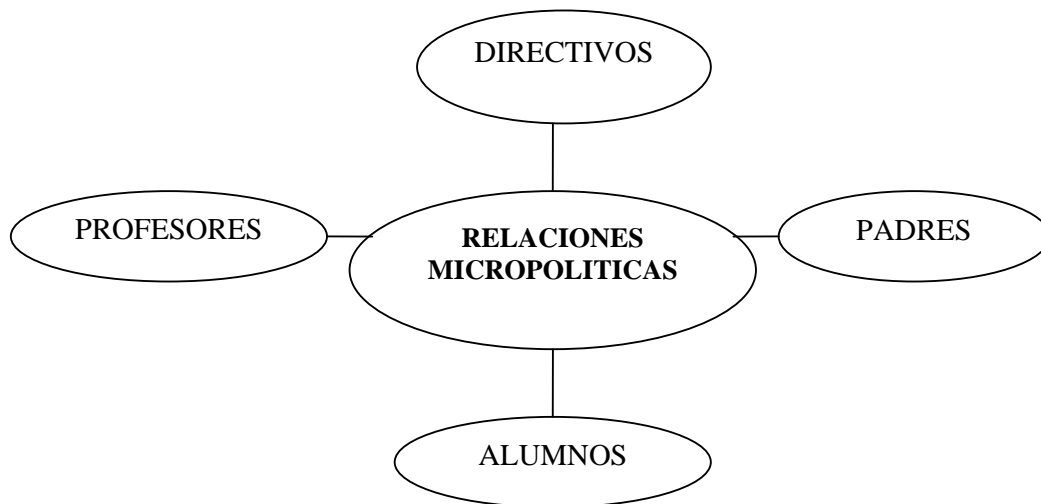 DIRECTIVOS
PROFESORES
RELACIONES
MICROPOLITICAS
PADRES
ALUMNOS